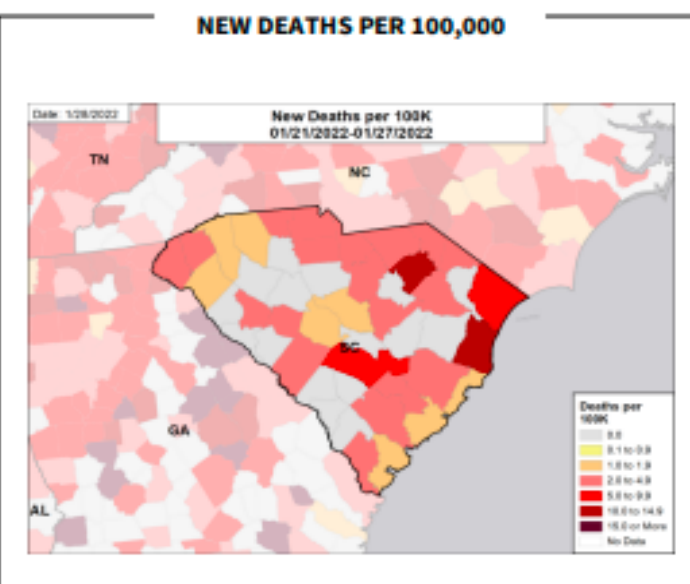 NEW DEATHS PER 100,000
Date: 1/28/2022
New Deaths per 100K
01/21/2022-01/27/2022
TN
NC
SC
GA
AL
Deaths per
100K
0.0
0.1 to 0.9
1.0 to 1.9
2.0 to 4.9
5.0 to 9.9
10.0 to 14.9
15.0 or More
No Data